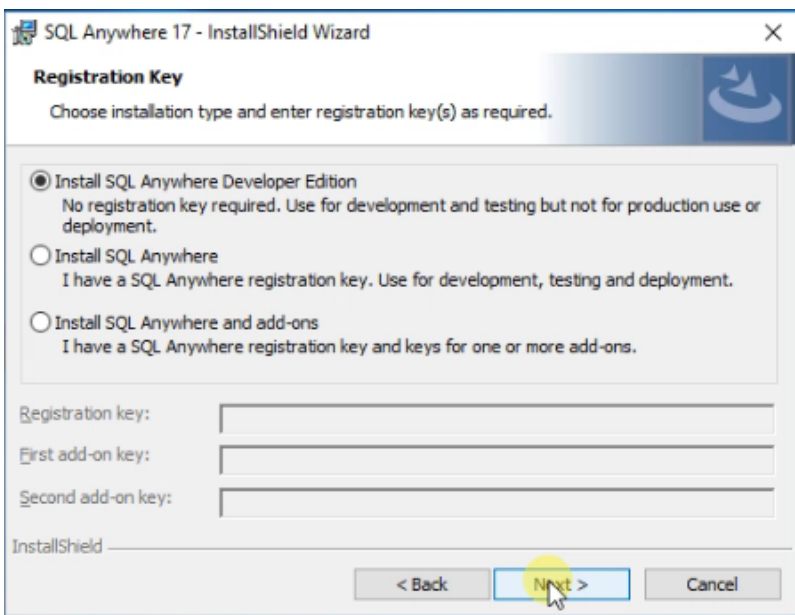 SQL Anywhere 17 - InstallShield Wizard
Registration Key
Choose installation type and enter registration key(s) as required.
Install SQL Anywhere Developer Edition
No registration key required. Use for development and testing but not for production use or
deployment.
Install SQL Anywhere
I have a SQL Anywhere registration key. Use for development, testing and deployment.
Install SQL Anywhere and add-ons
I have a SQL Anywhere registration key and keys for one or more add-ons.
Registration key:
First add-on key:
Second add-on key:
InstallShield
< Back Next > Cancel